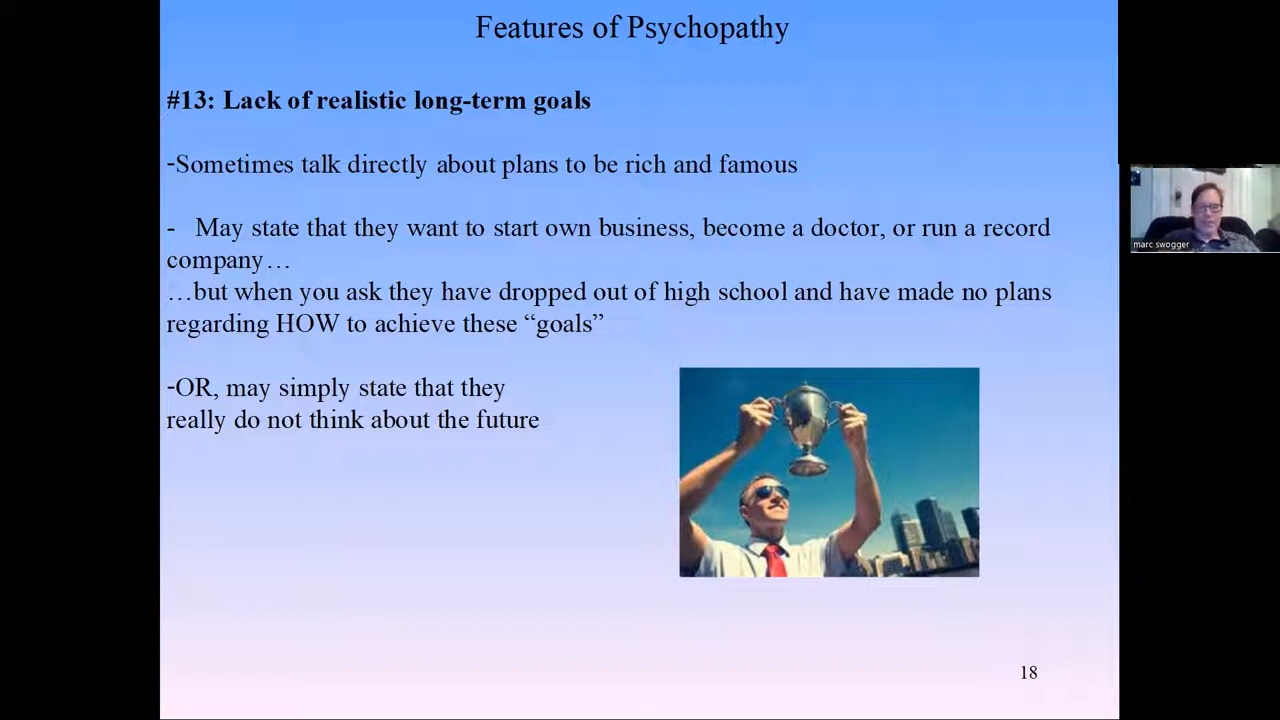 Features of Psychopathy
#13: Lack of realistic long-term goals
-Sometimes talk directly about plans to be rich and famous
- May state that they want to start own business, become a doctor, or run a record
company…
…but when you ask they have dropped out of high school and have made no plans
regarding HOW to achieve these “goals”
-OR, may simply state that they
really do not think about the future
marc swogger
18